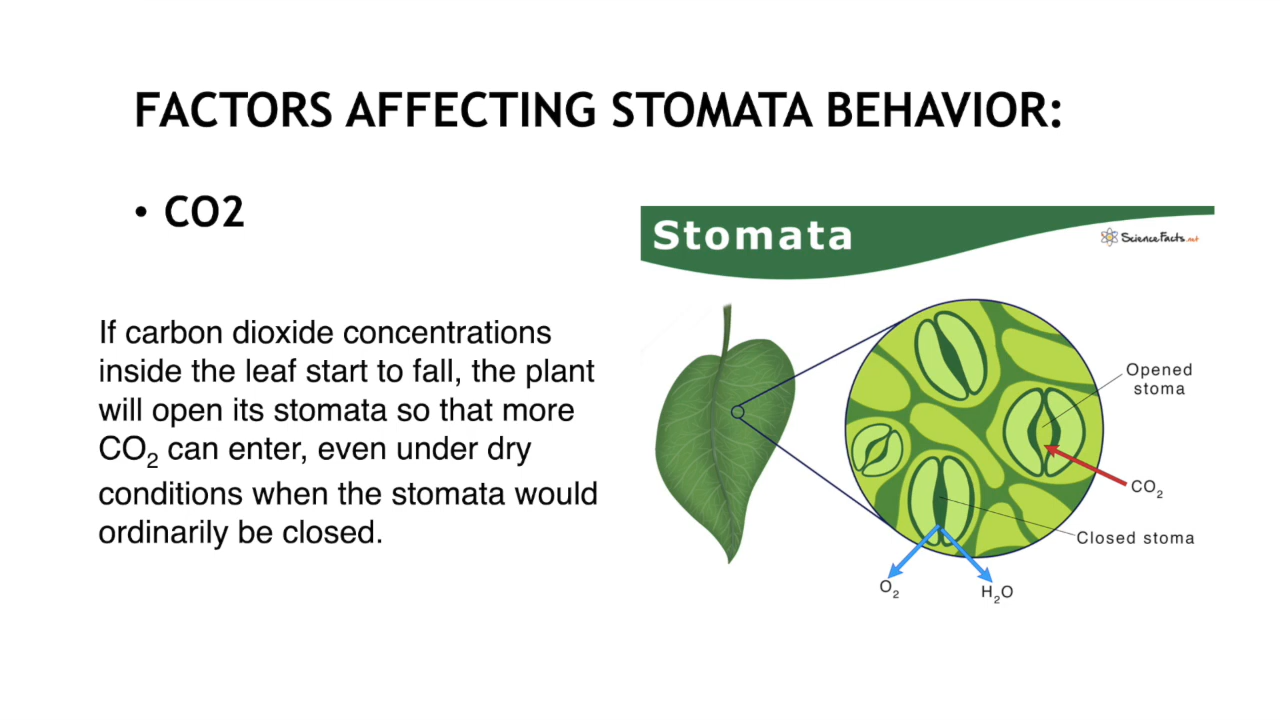 FACTORS AFFECTING STOMATA BEHAVIOR:
• CO2
If carbon dioxide concentrations
inside the leaf start to fall, the plant
will open its stomata so that more
CO₂ can enter, even under dry
conditions when the stomata would
ordinarily be closed.
Stomata
ScienceFacts.net
Opened
stoma
CO₂
Closed stoma
O₂
H₂O